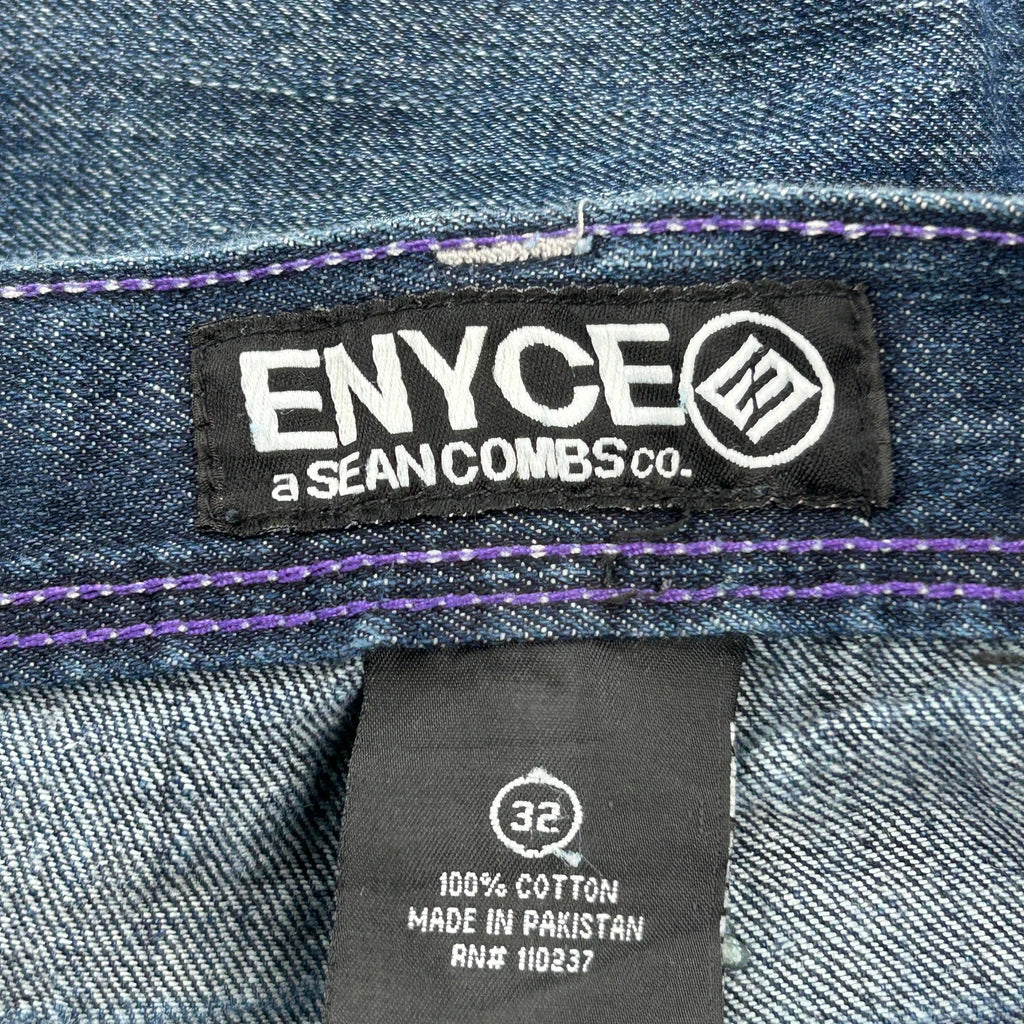 ENYCE
a SEAN COMBS CO.
32
100% COTTON
MADE IN PAKISTAN
RN# 110237